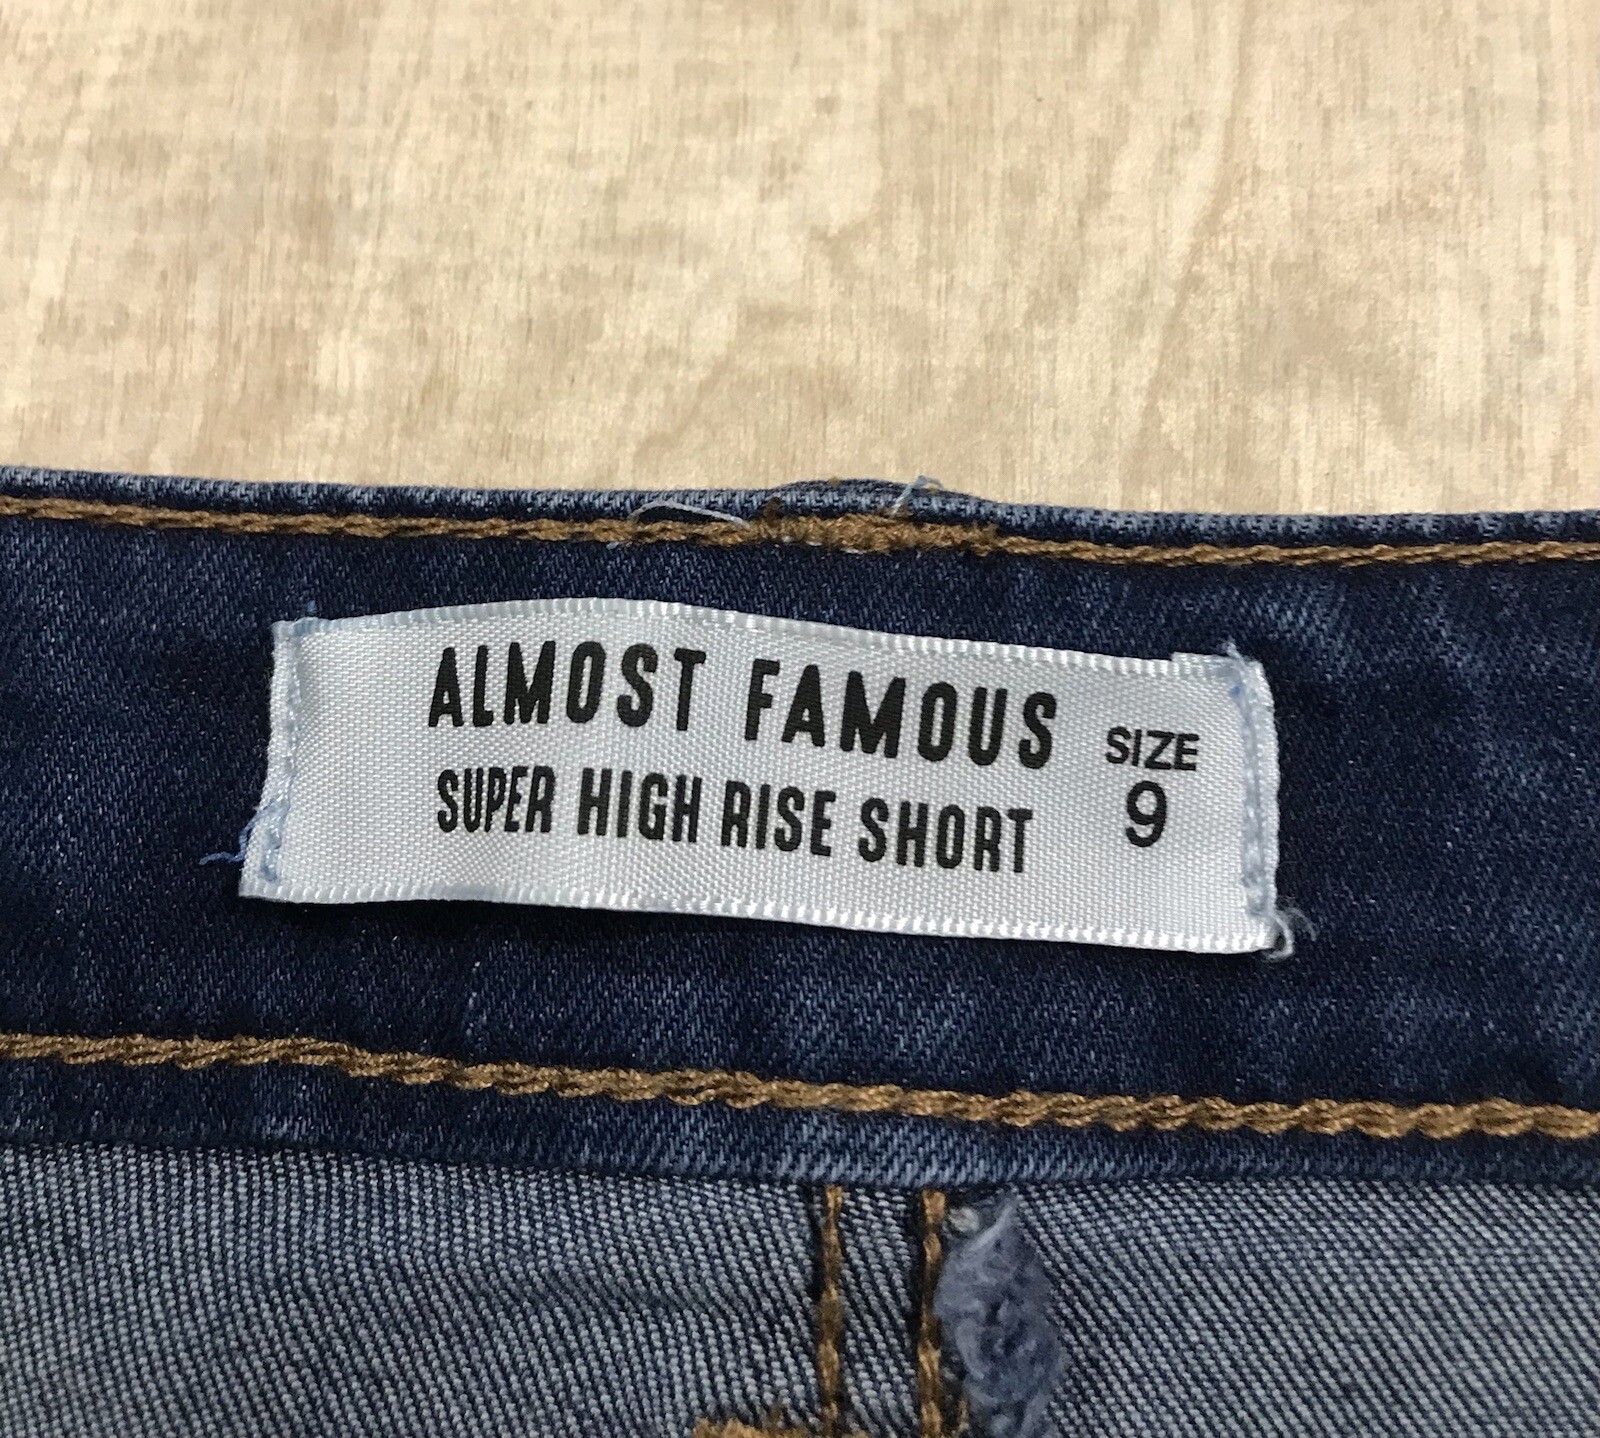 ALMOST FAMOUS
SUPER HIGH RISE SHORT
SIZE
9